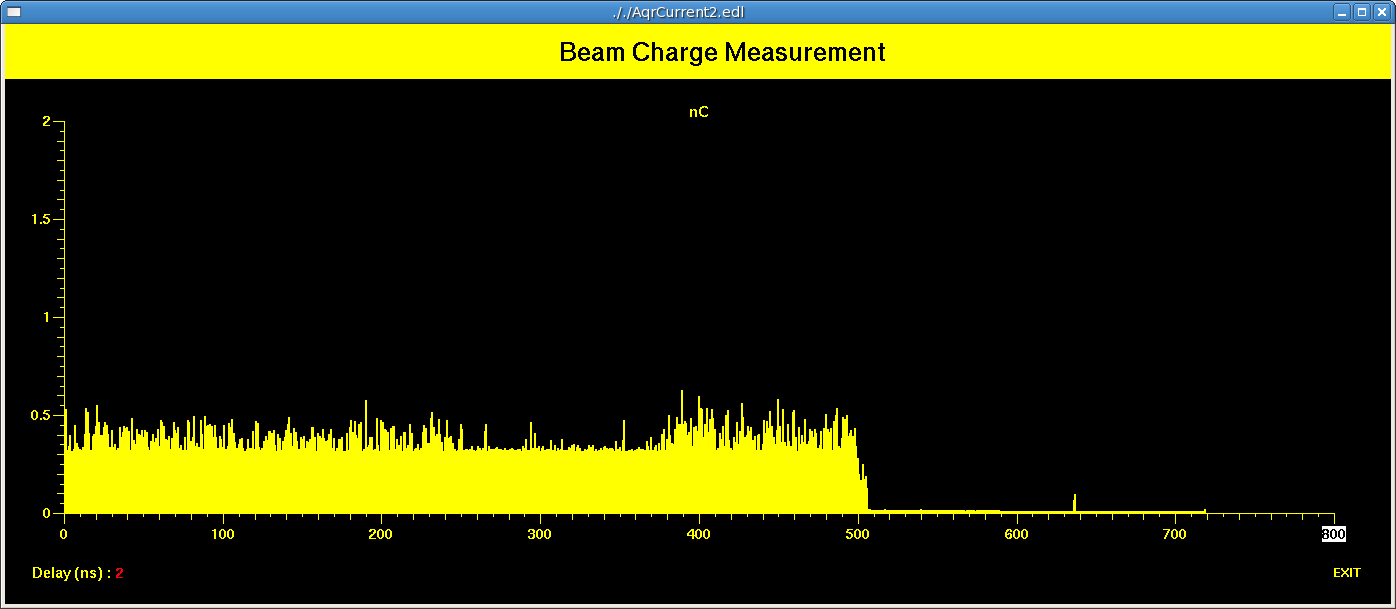 ././AqrCurrent2.edl
Beam Charge Measurement
nC
2
1.5
1
0.5
0
0 100 200 300 400 500 600 700 800
Delay (ns) : 2 EXIT